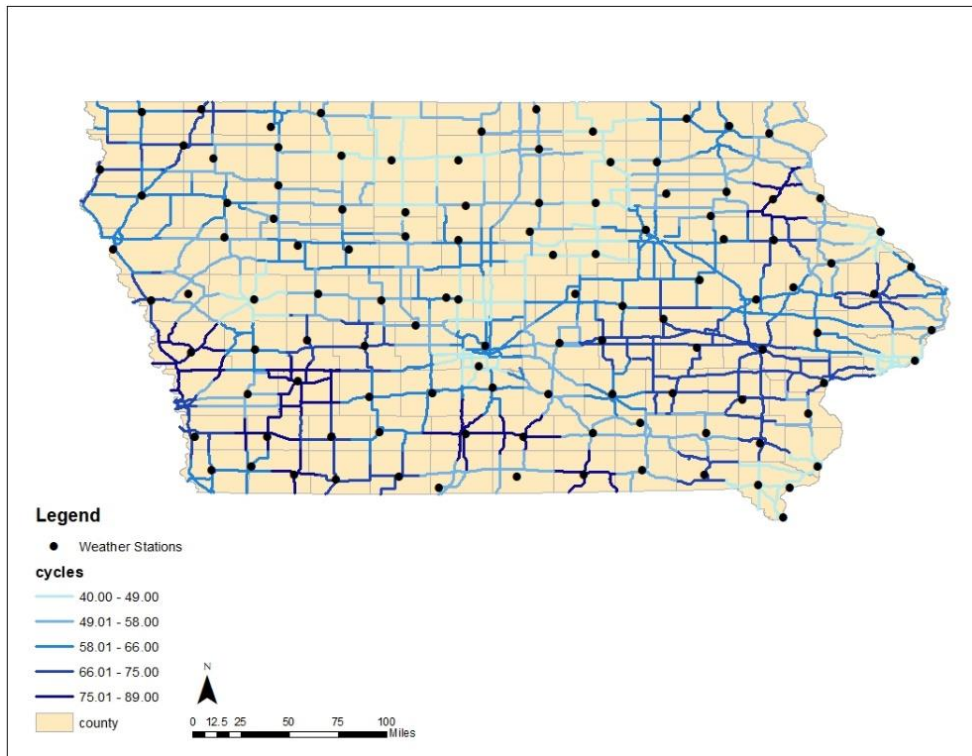 Legend
Weather Stations
cycles
40.00 - 49.00
49.01 - 58.00
58.01 - 66.00
66.01 - 75.00
75.01 - 89.00
county
N
0 12.5 25 50 75 100
Miles